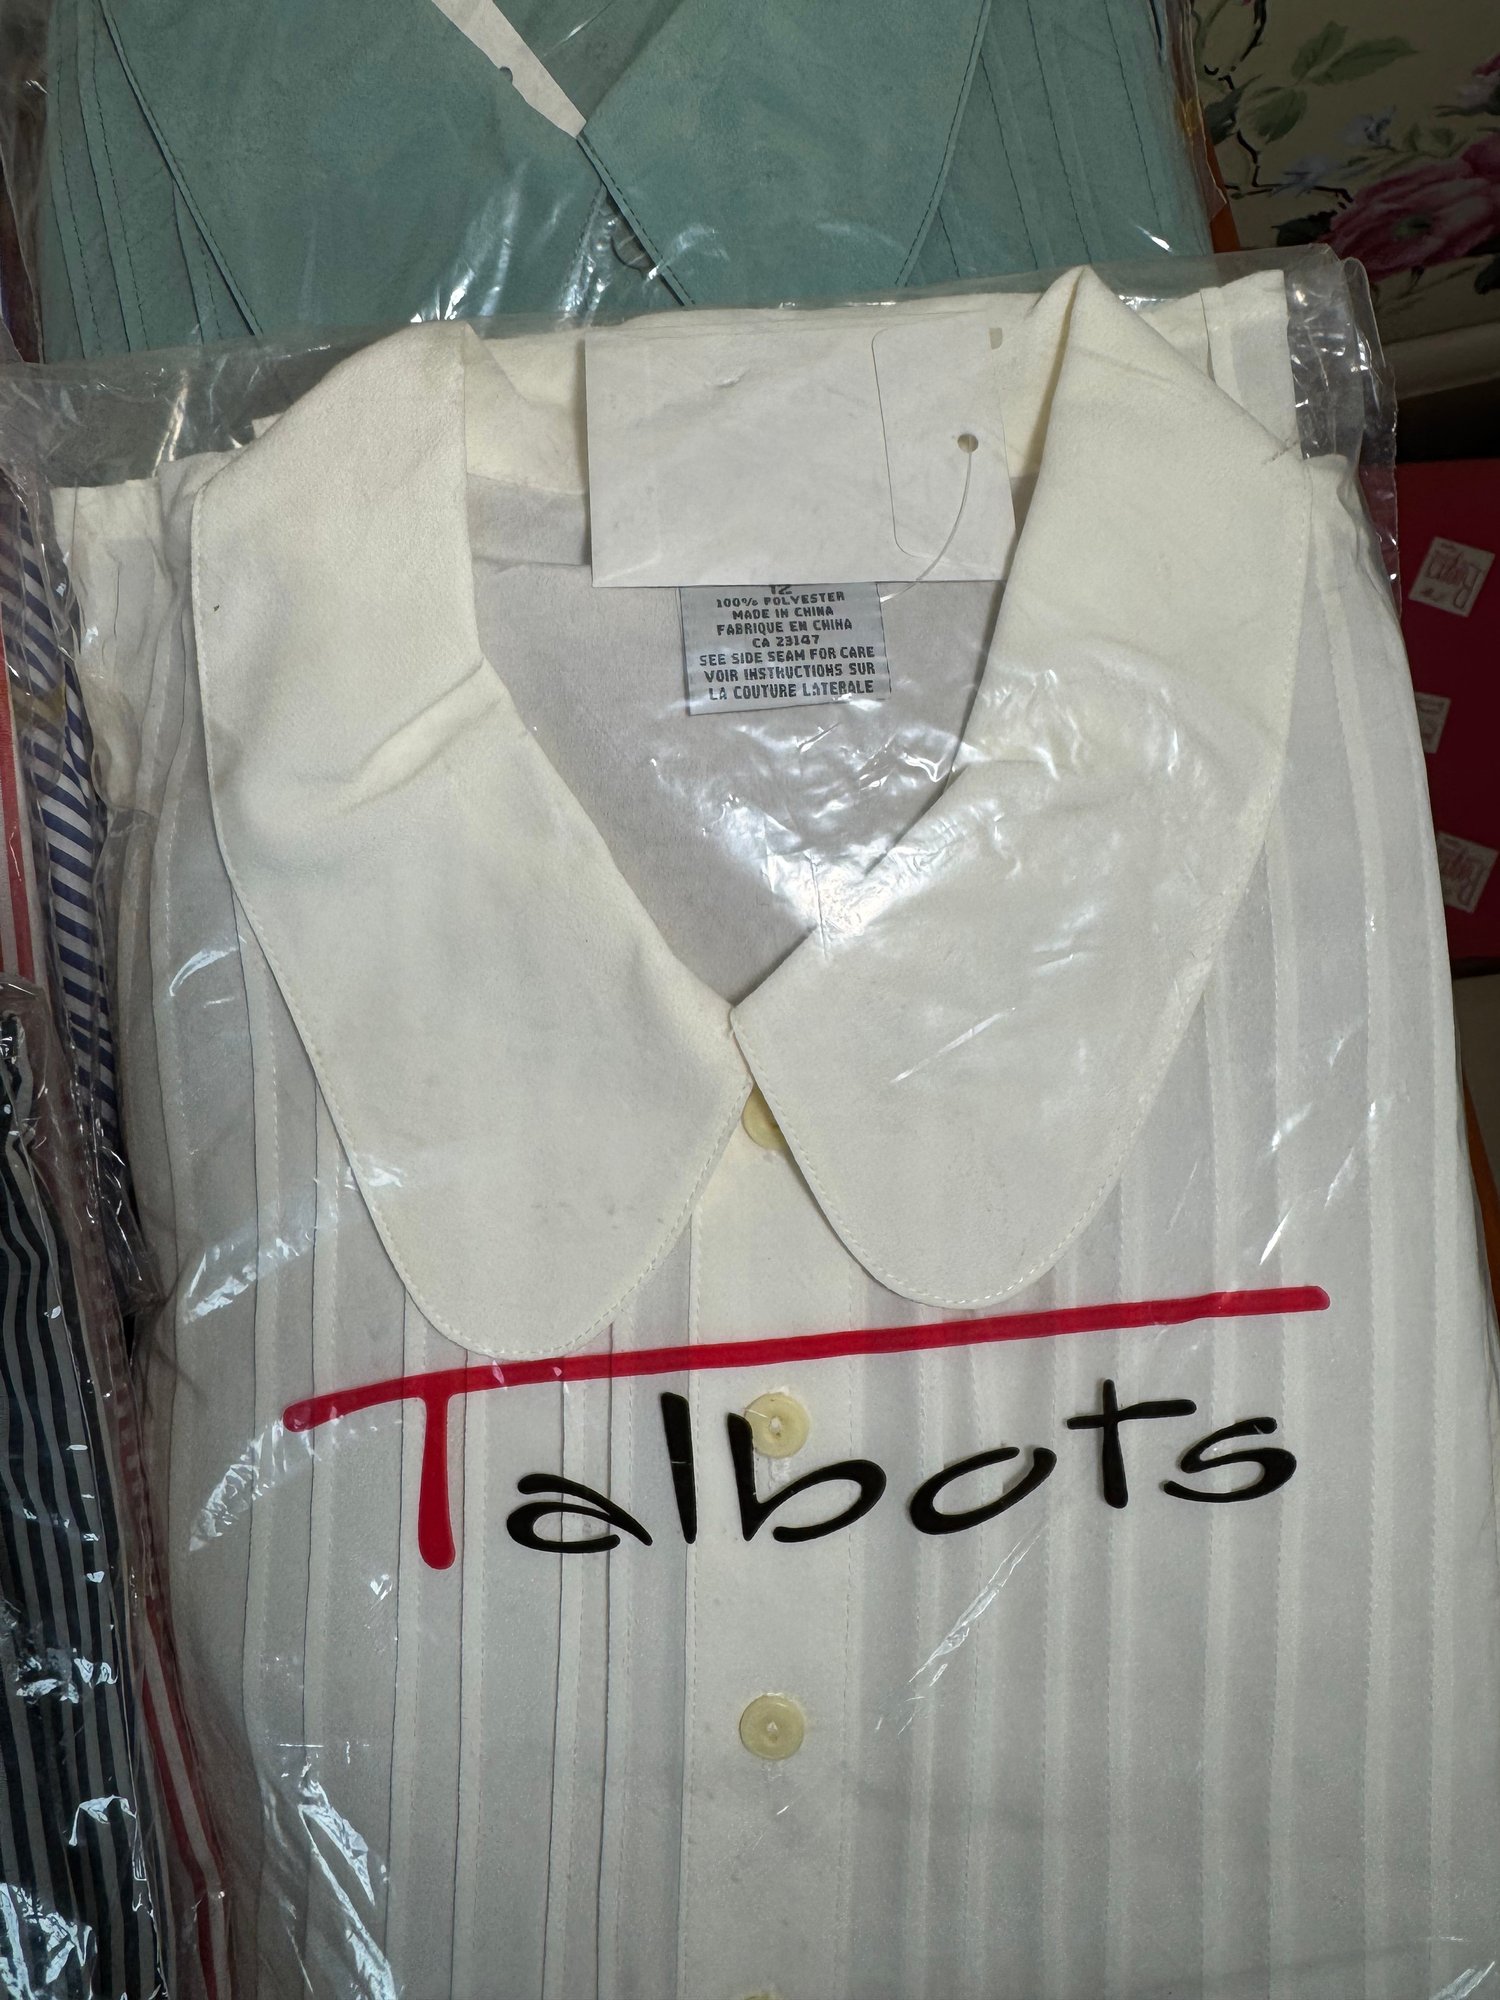 12
100% POLYESTER
MADE IN CHINA
FABRIQUE EN CHINA
CA 23147
SEE SIDE SEAM FOR CARE
VOIR INSTRUCTIONS SUR
LA COUTURE LATERALE
Talbots